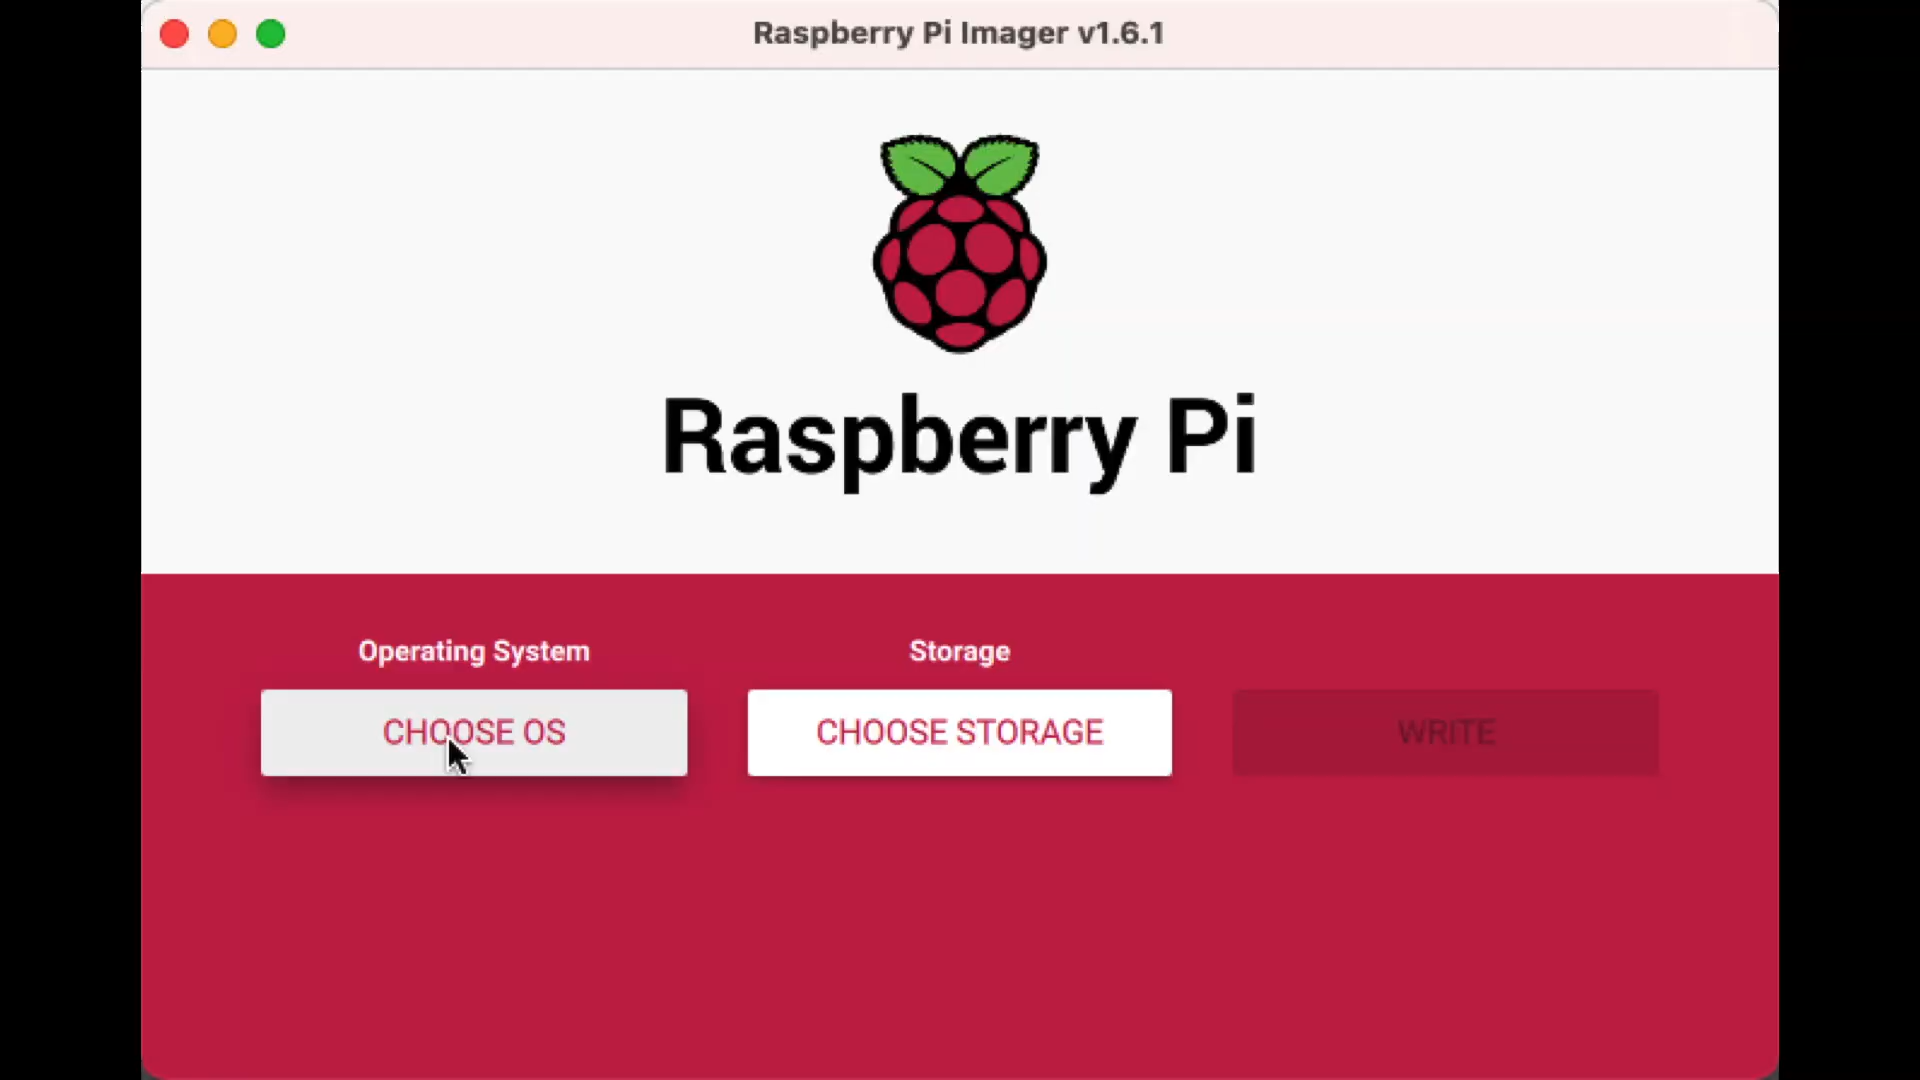 Raspberry Pi Imager v1.6.1
Raspberry Pi
Operating System
Storage
CHOOSE OS
CHOOSE STORAGE
WRITE